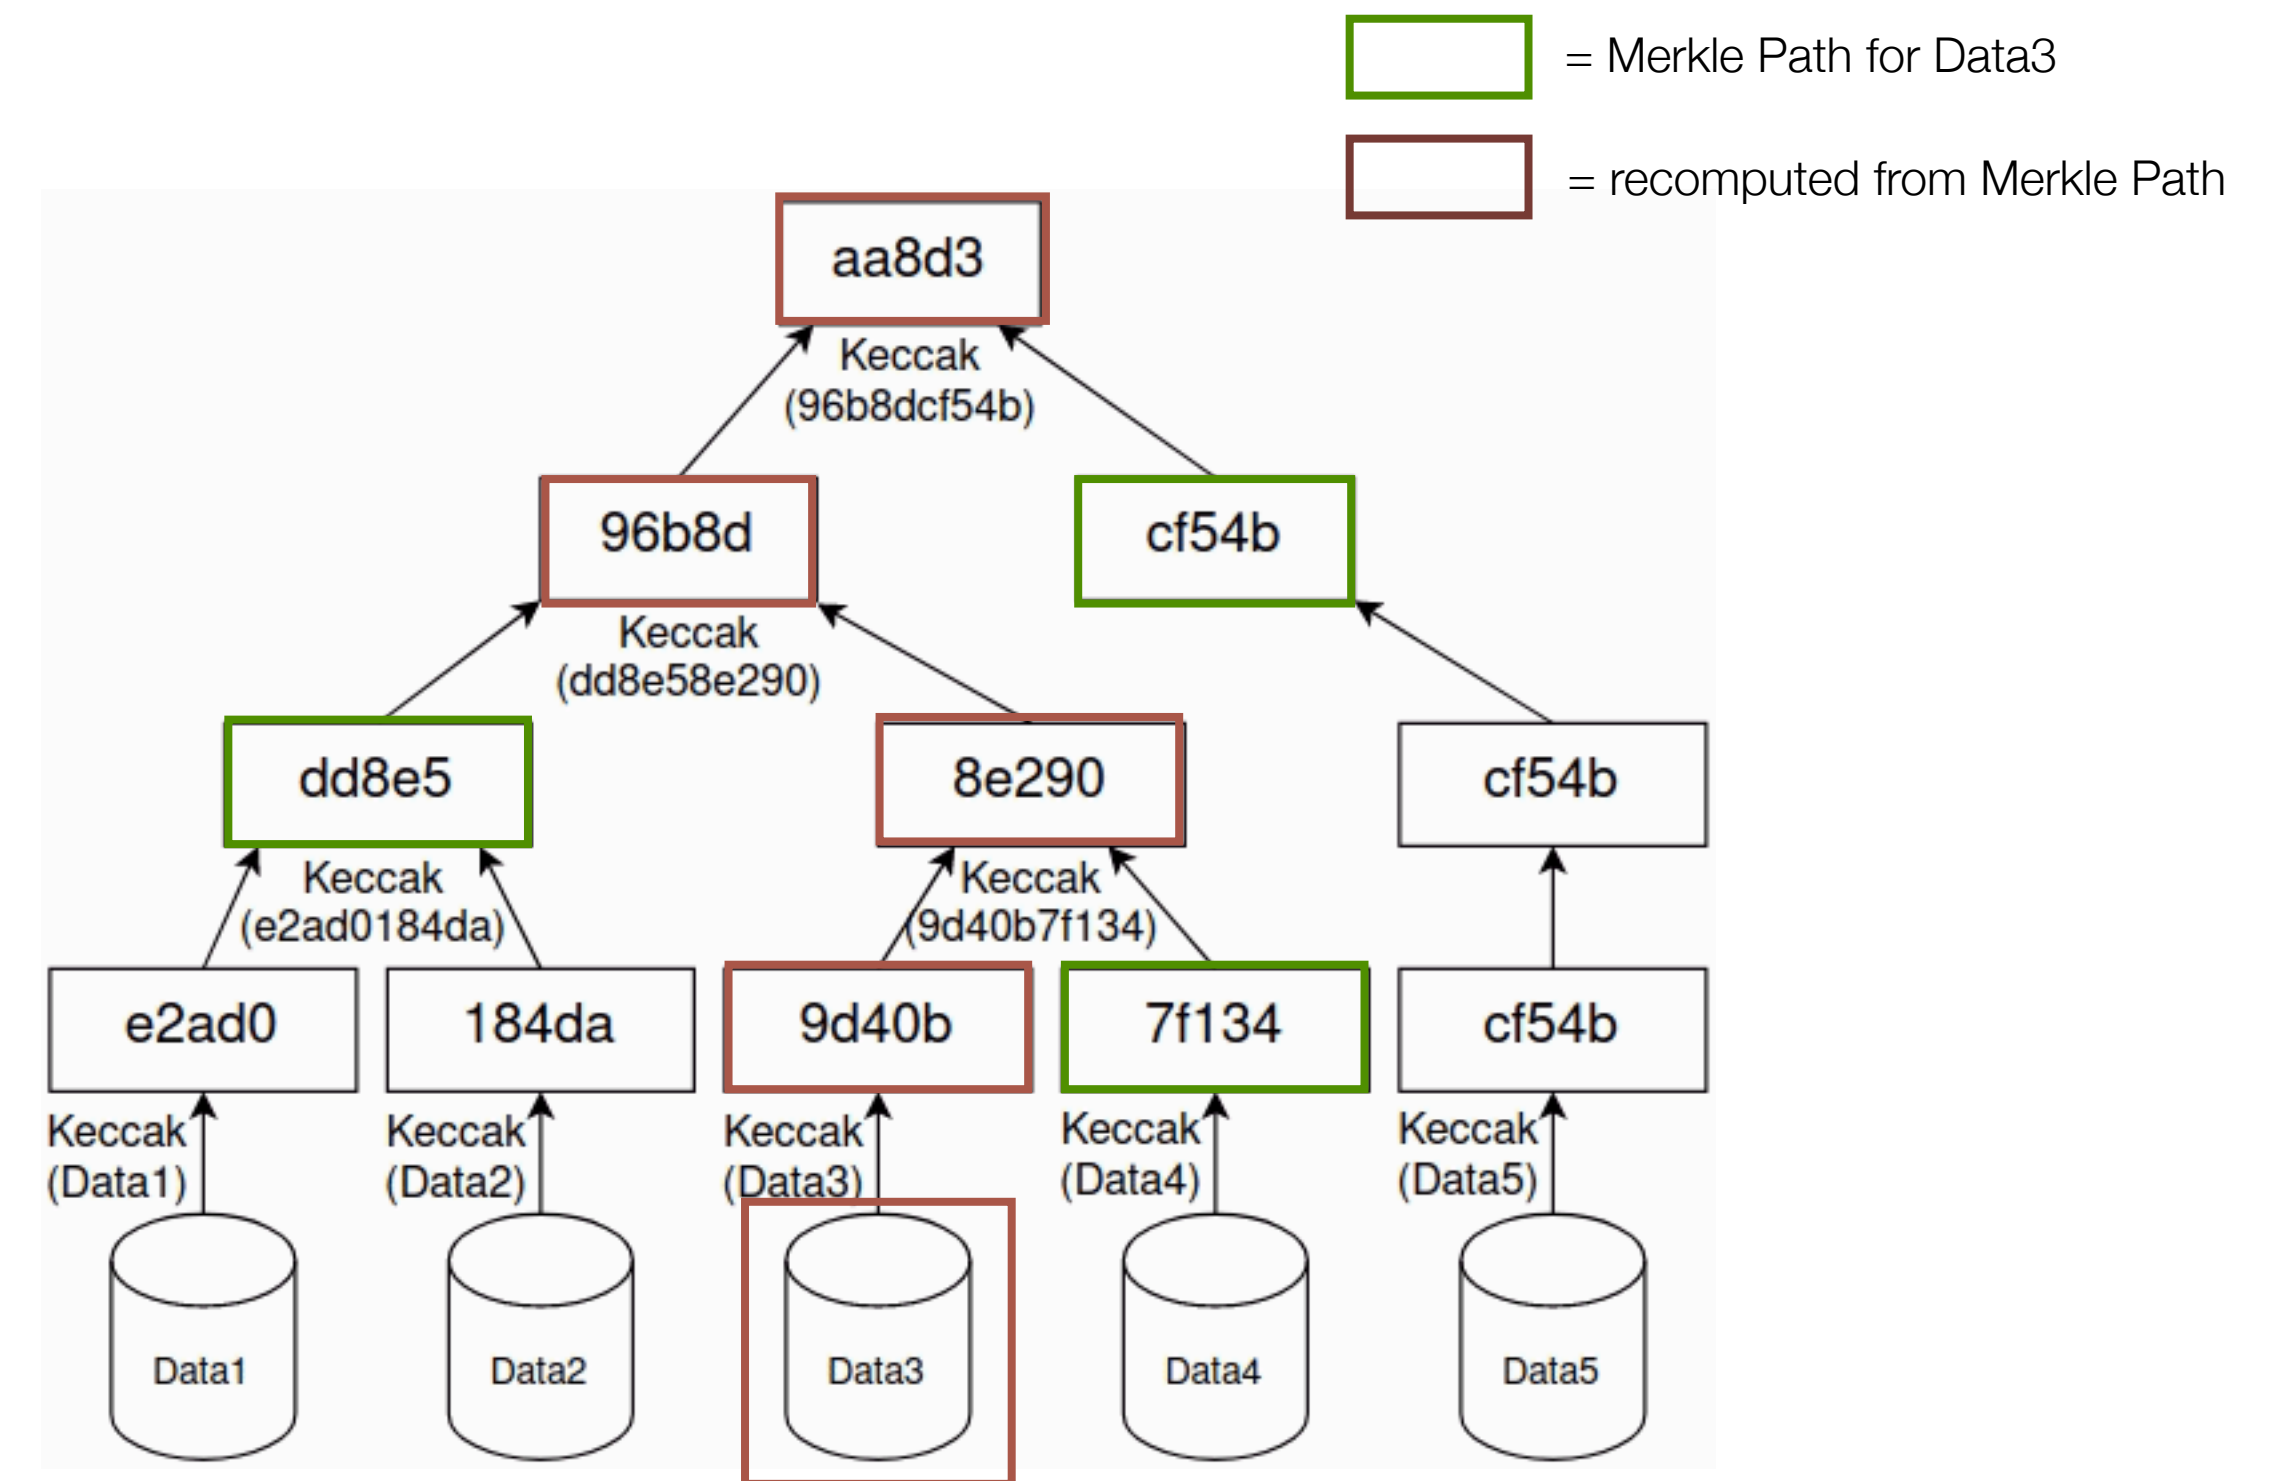 = Merkle Path for Data3
= recomputed from Merkle Path
aa8d3
Keccak
(96b8dcf54b)
96b8d
cf54b
Keccak
(dd8e58e290)
dd8e5
8e290
cf54b
Keccak
(e2ad0184da)
Keccak
(9d40b7f134)
e2ad0
184da
9d40b
7f134
cf54b
Keccak
(Data1)
Keccak
(Data2)
Keccak
(Data3)
Keccak
(Data4)
Keccak
(Data5)
Data1
Data2
Data3
Data4
Data5